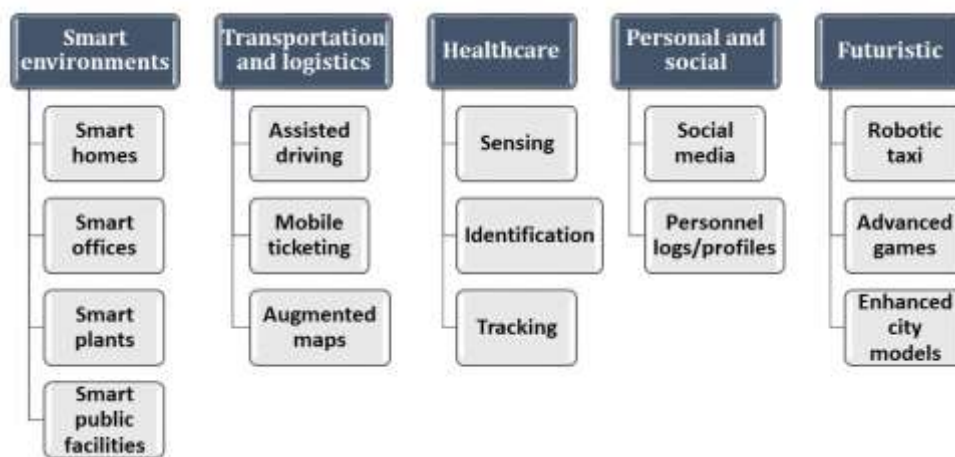 Smart
environments
Smart
homes
Smart
offices
Smart
plants
Smart
public
facilities
Transportation
and logistics
Assisted
driving
Mobile
ticketing
Augmented
maps
Healthcare
Sensing
Identification
Tracking
Personal and
social
Social
media
Personnel
logs/profiles
Futuristic
Robotic
taxi
Advanced
games
Enhanced
city
models